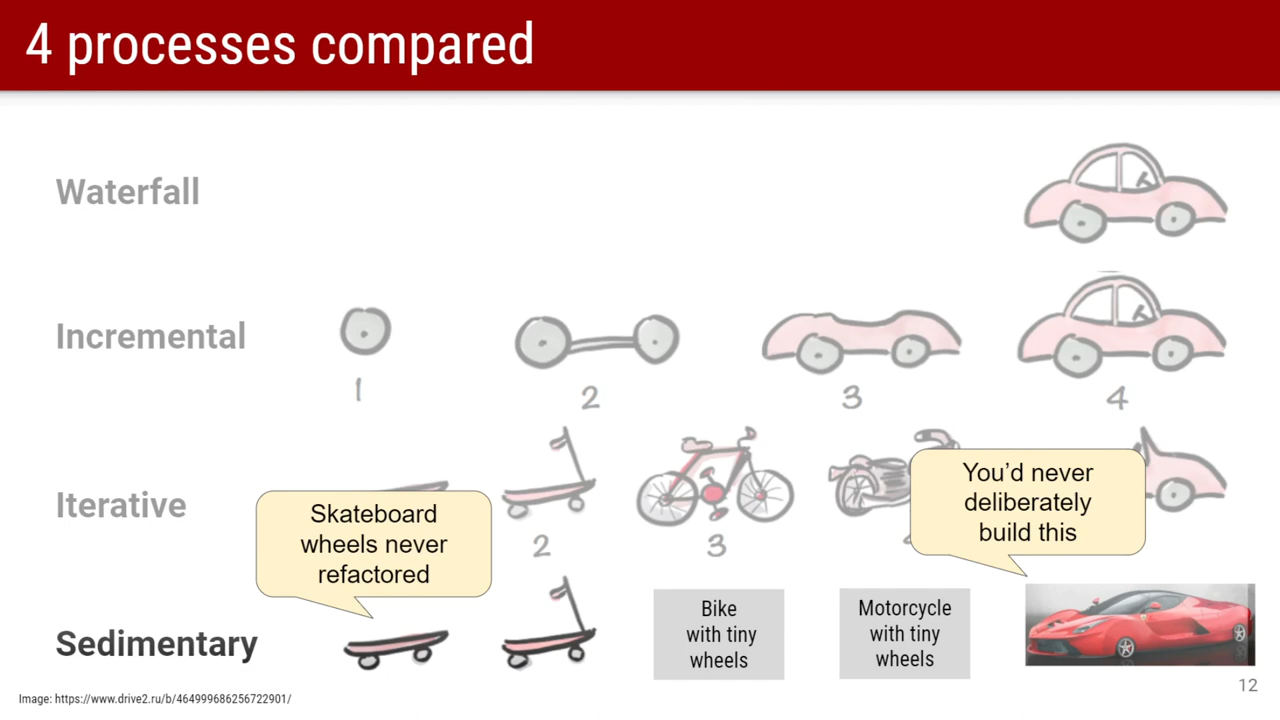 4 processes compared
Waterfall
Incremental
1
2
3
4
Iterative
2
3
Skateboard
wheels never
refactored
You’d never
deliberately
build this
Sedimentary
Bike
with tiny
wheels
Motorcycle
with tiny
wheels
12
Image: https://www.drive2.ru/b/464999686256722901/